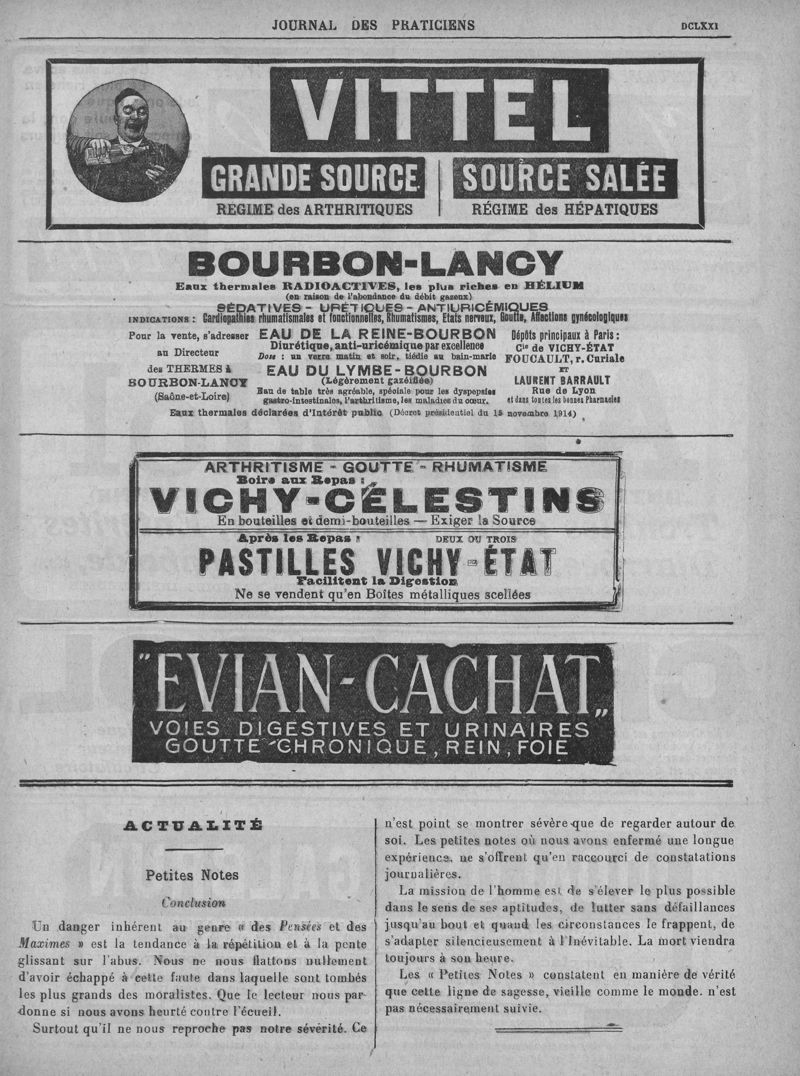 JOURNAL DES PRATICIENS
DCLXXI
VITTEL
GRANDE SOURCE
REGIME des ARTHRITIQUES
SOURCE SALÉE
RÉGIME des HÉPATIQUES
BOURBON-LANCY
Eaux thermales RADIOACTIVES, les plus riches en HÉLIUM
(en raison de l'abondance du débit gazeux)
SÉDATIVES - URÉTIQUES - ANTIURICÉMIQUES
INDICATIONS : Cardiopathies rhumatismales et fonctionnelles, Rhumatismes, Etats nerveux, Goutte, Affections gynécologiques
Pour la vente, s'adresser
au Directeur
des THERMES à
BOURBON-LANCY
(Saône-et-Loire)
EAU DE LA REINE-BOURBON
Diurétique, anti-uricémique par excellence
Dose : un verre matin et soir, tiédie au bain-marie
EAU DU LYMBE-BOURBON
(Légèrement gazéifiée)
Eau de table très agréable, spéciale pour les dyspepsies
gastro-intestinales, l'arthritisme, les maladies du cœur.
Dépôts principaux à Paris :
Cie de VICHY-ÉTAT
FOUCAULT, r. Curiale
ET
LAURENT BARRAULT
Rue de Lyon
et dans toutes les bonnes Pharmacies
Eaux thermales déclarées d'Intérêt public (Décret présidentiel du 15 novembre 1914)
ARTHRITISME - GOUTTE - RHUMATISME
Boire aux Repas :
VICHY-CÉLESTINS
En bouteilles et demi-bouteilles — Exiger la Source
Après les Repas : DEUX OU TROIS
PASTILLES VICHY-ÉTAT
Facilitent la Digestion
Ne se vendent qu'en Boîtes métalliques scellées
"EVIAN-CACHAT„
VOIES DIGESTIVES ET URINAIRES
GOUTTE CHRONIQUE, REIN, FOIE
ACTUALITÉ
Petites Notes
Conclusion
Un danger inhérent au genre « des Pensées et des
Maximes » est la tendance à la répétition et à la pente
glissant sur l'abus. Nous ne nous flattons nullement
d'avoir échappé à cette faute dans laquelle sont tombés
les plus grands des moralistes. Que le lecteur nous par-
donne si nous avons heurté contre l'écueil.
Surtout qu'il ne nous reproche pas notre sévérité. Ce
n'est point se montrer sévère que de regarder autour de
soi. Les petites notes où nous avons enfermé une longue
expérience, ne s'offrent qu'en raccourci de constatations
journalières.
La mission de l'homme est de s'élever le plus possible
dans le sens de ses aptitudes, de lutter sans défaillances
jusqu'au bout et quand les circonstances le frappent, de
s'adapter silencieusement à l'Inévitable. La mort viendra
toujours à son heure.
Les « Petites Notes » constatent en manière de vérité
que cette ligne de sagesse, vieille comme le monde. n'est
pas nécessairement suivie.